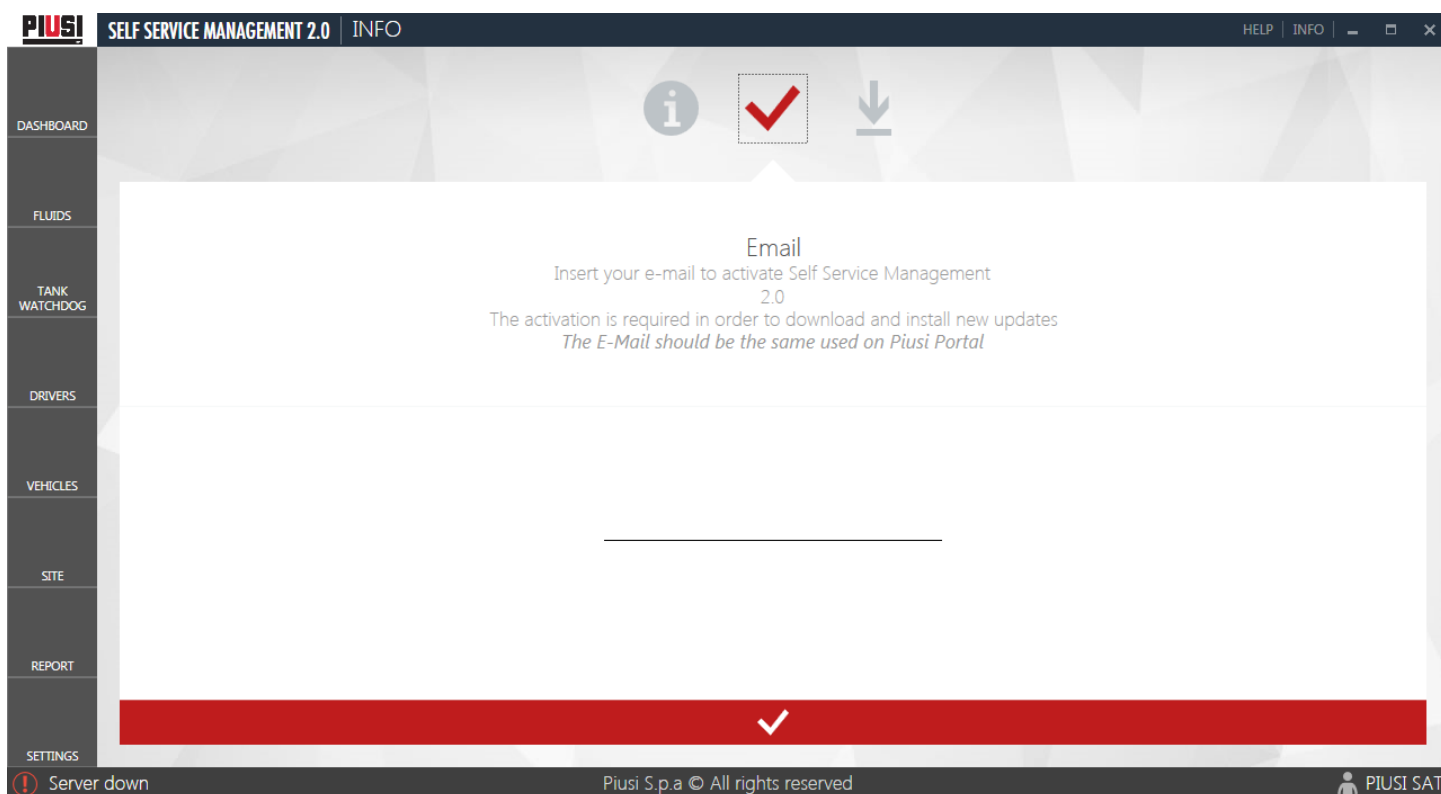 PIUSI
SELF SERVICE MANAGEMENT 2.0 | INFO
HELP | INFO |
DASHBOARD
FLUIDS
TANK
WATCHDOG
DRIVERS
VEHICLES
SITE
REPORT
SETTINGS
Email
Insert your e-mail to activate Self Service Management
2.0
The activation is required in order to download and install new updates
The E-Mail should be the same used on Piusi Portal
Server down
Piusi S.p.a © All rights reserved
PIUSI SAT